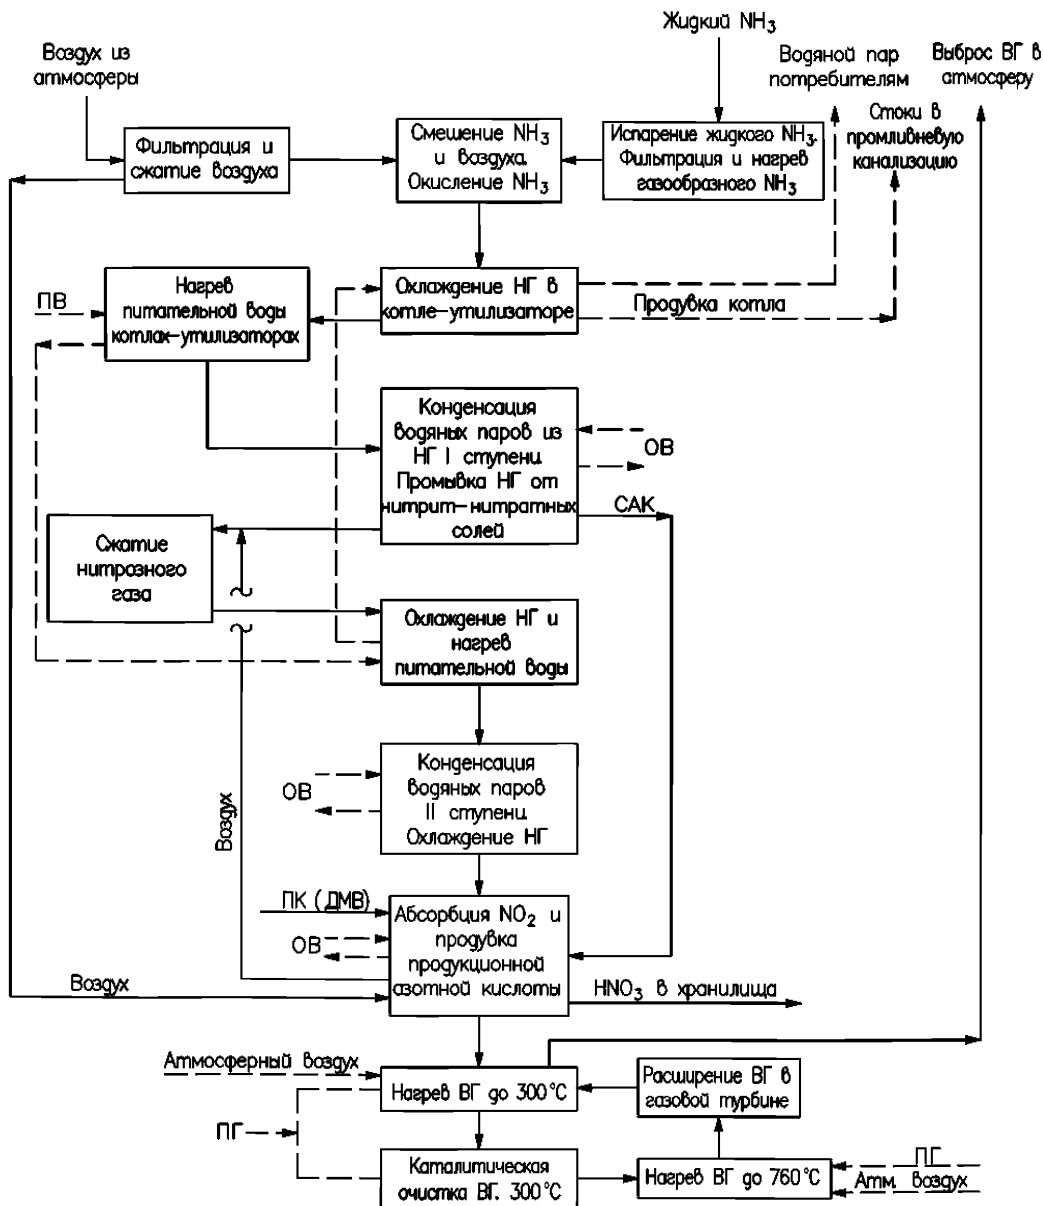 Жидкий NH₃
Воздух из
атмосферы
Водяной пар
потребителям
Выброс ВГ в
атмосферу
Стоки в
промливневую
канализацию
Фильтрация и
сжатие воздуха
Смешение NH₃
и воздуха.
Окисление NH₃
Испарение жидкого NH₃.
Фильтрация и нагрев
газообразного NH₃
Нагрев
питательной воды
котлах-утилизаторах
ПВ
Охлаждение НГ в
котле-утилизаторе
Продувка котла
Конденсация
водяных паров из
НГ I ступени.
Промывка НГ от
нитрит-нитратных
солей
ОВ
САК
Сжатие
нитрозного
газа
Охлаждение НГ и
нагрев
питательной воды
Конденсация
водяных паров
II ступени.
Охлаждение НГ
ОВ
Воздух
ПК (ДМВ)
ОВ
Абсорбция NO₂ и
продувка
продукционной
азотной кислоты
Воздух
HNO₃ в хранилища
Атмосферный воздух
Нагрев ВГ до 300°С
Расширение ВГ в
газовой турбине
ПГ
Каталитическая
очистка ВГ. 300°С
Нагрев ВГ до 760°С
ПГ
Атм. воздух